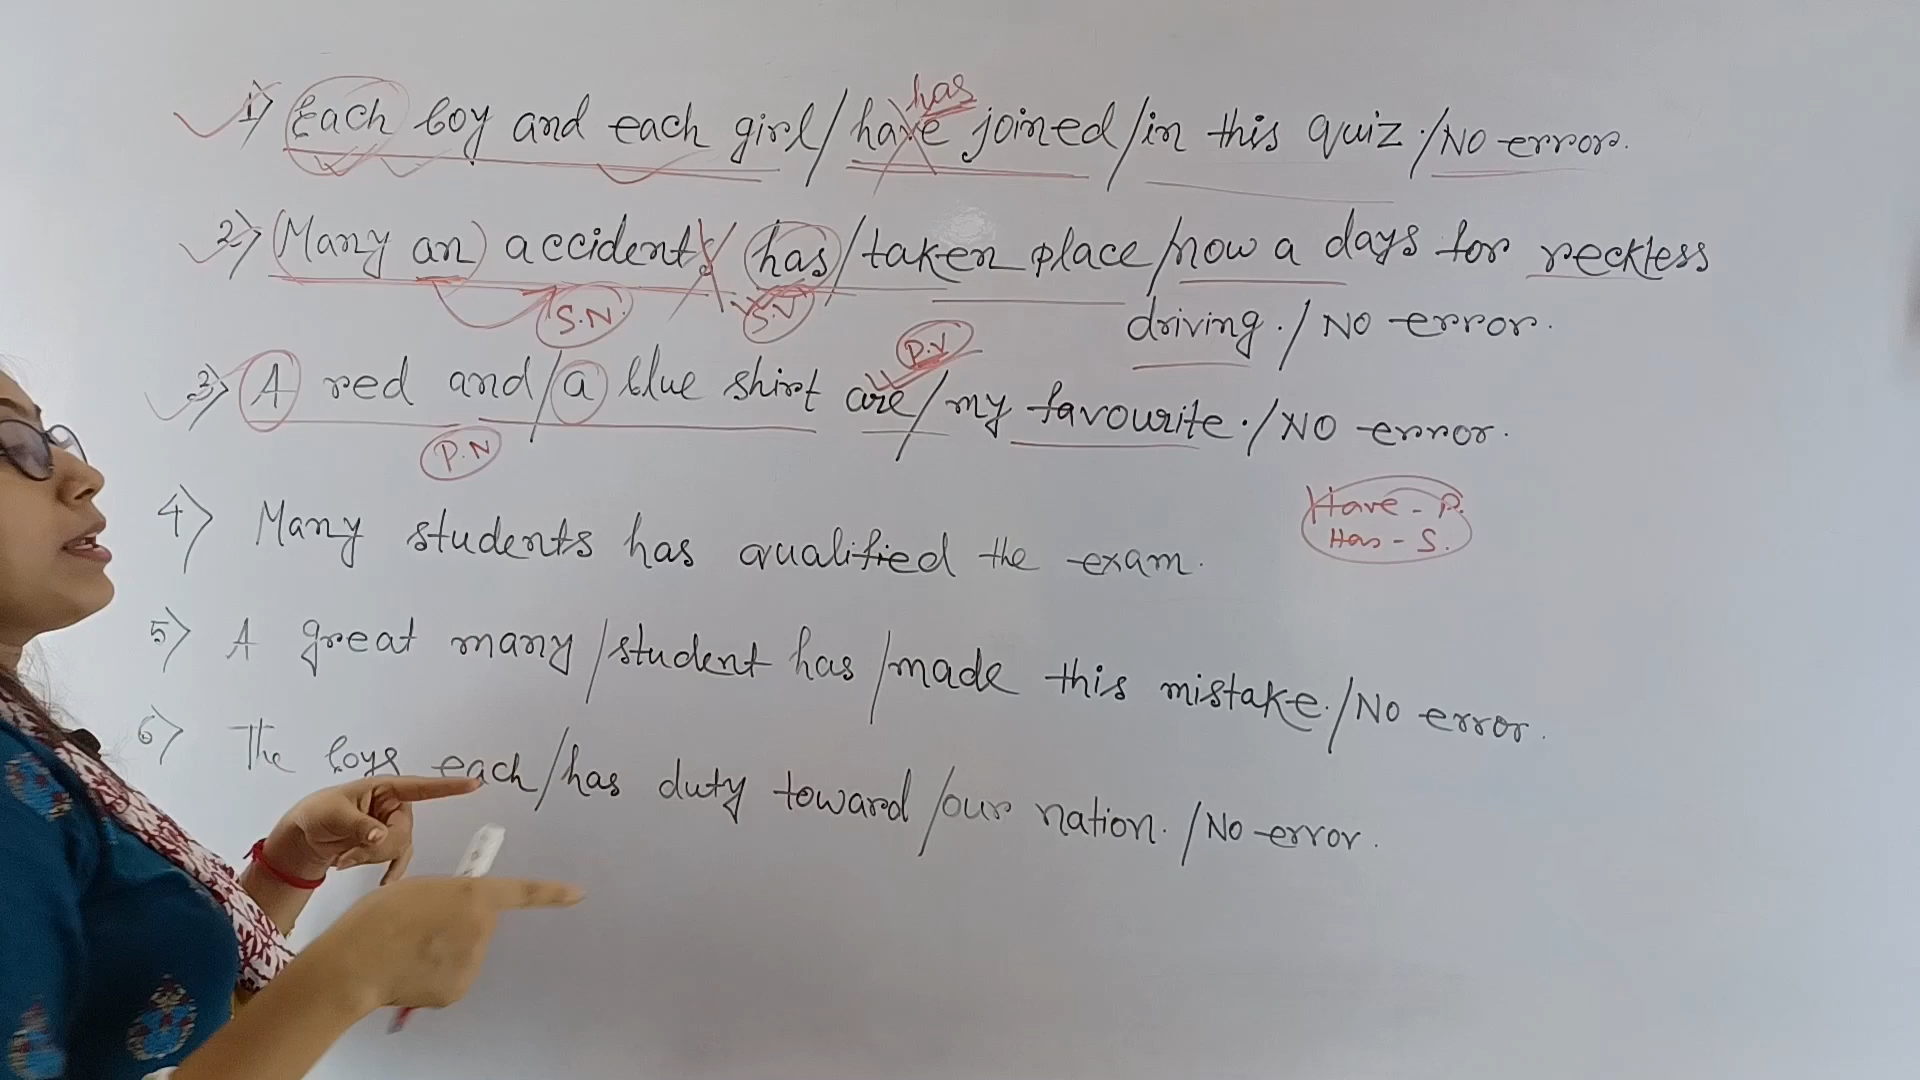 has
1) Each boy and each girl / have joined / in this quiz. / No error.
2) (Many an) accidents / has / taken place / now a days for reckless
S.N. S.V
driving. / No error.
P.V
3) A red and / a blue shirt are / my favourite. / No error.
P.N
Have - P.
Has - S.
4) Many students has qualified the exam.
5) A great many / student has / made this mistake. / No error.
6) The boys each / has duty toward / our nation. / No error.